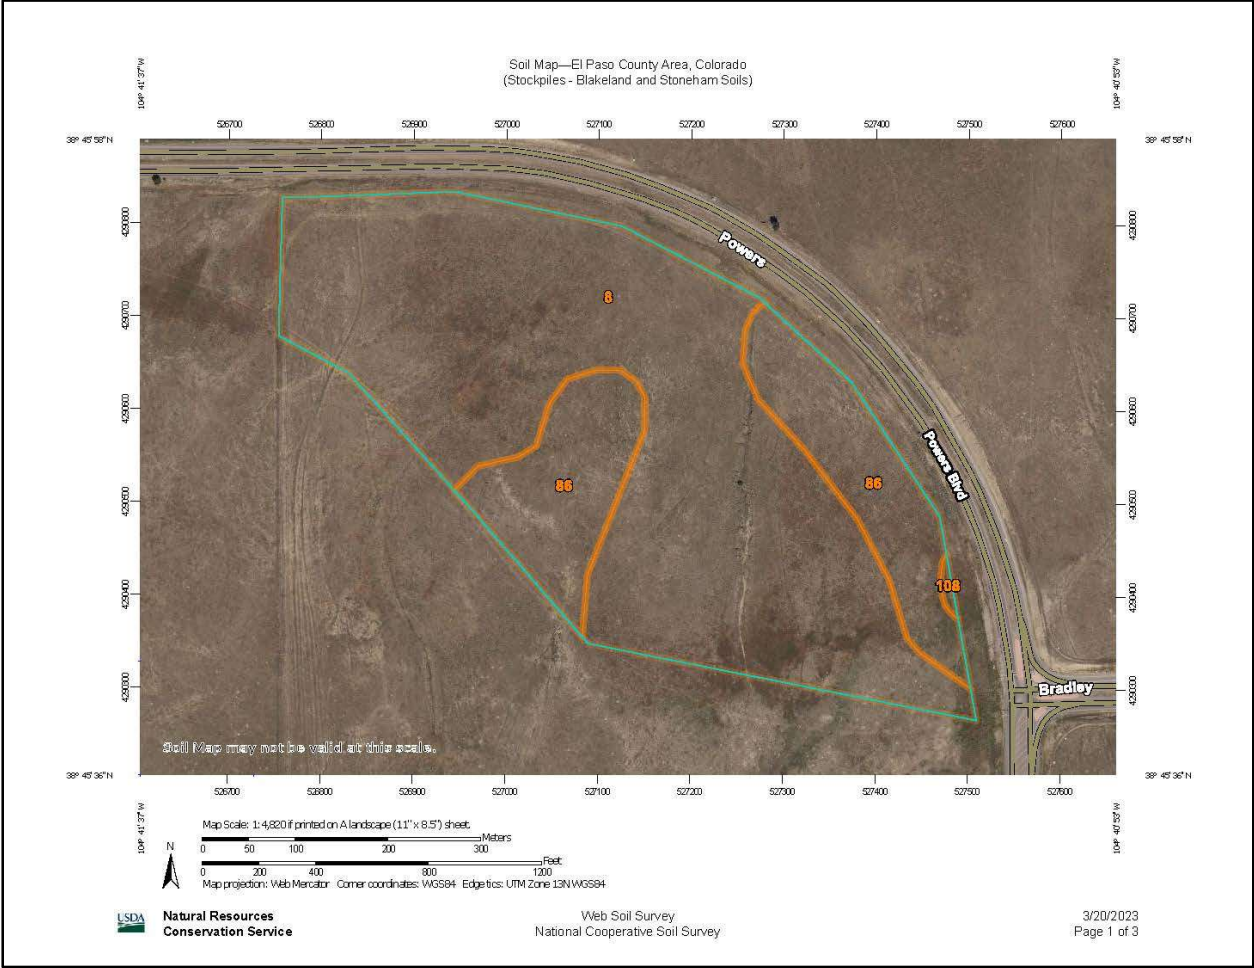 Soil Map—El Paso County Area, Colorado
(Stockpiles - Blakeland and Stoneham Soils)
104° 41' 37'' W
104° 40' 53'' W
526700 526800 526900 527000 527100 527200 527300 527400 527500 527600
38° 45' 58'' N
38° 45' 58'' N
4290800
4290800
Powers
8
4290700
4290700
4290600
4290600
Powers Blvd
86
86
4290500
4290500
108
4290400
4290400
4290300
4290300
Bradley
Soil Map may not be valid at this scale.
38° 45' 36'' N
38° 45' 36'' N
526700 526800 526900 527000 527100 527200 527300 527400 527500 527600
104° 41' 37'' W
104° 40' 53'' W
Map Scale: 1:4,820 if printed on A landscape (11" x 8.5") sheet.
N
Meters
0 50 100 200 300
Feet
0 200 400 800 1200
Map projection: Web Mercator Corner coordinates: WGS84 Edge tics: UTM Zone 13N WGS84
USDA
Natural Resources
Conservation Service
Web Soil Survey
National Cooperative Soil Survey
3/20/2023
Page 1 of 3